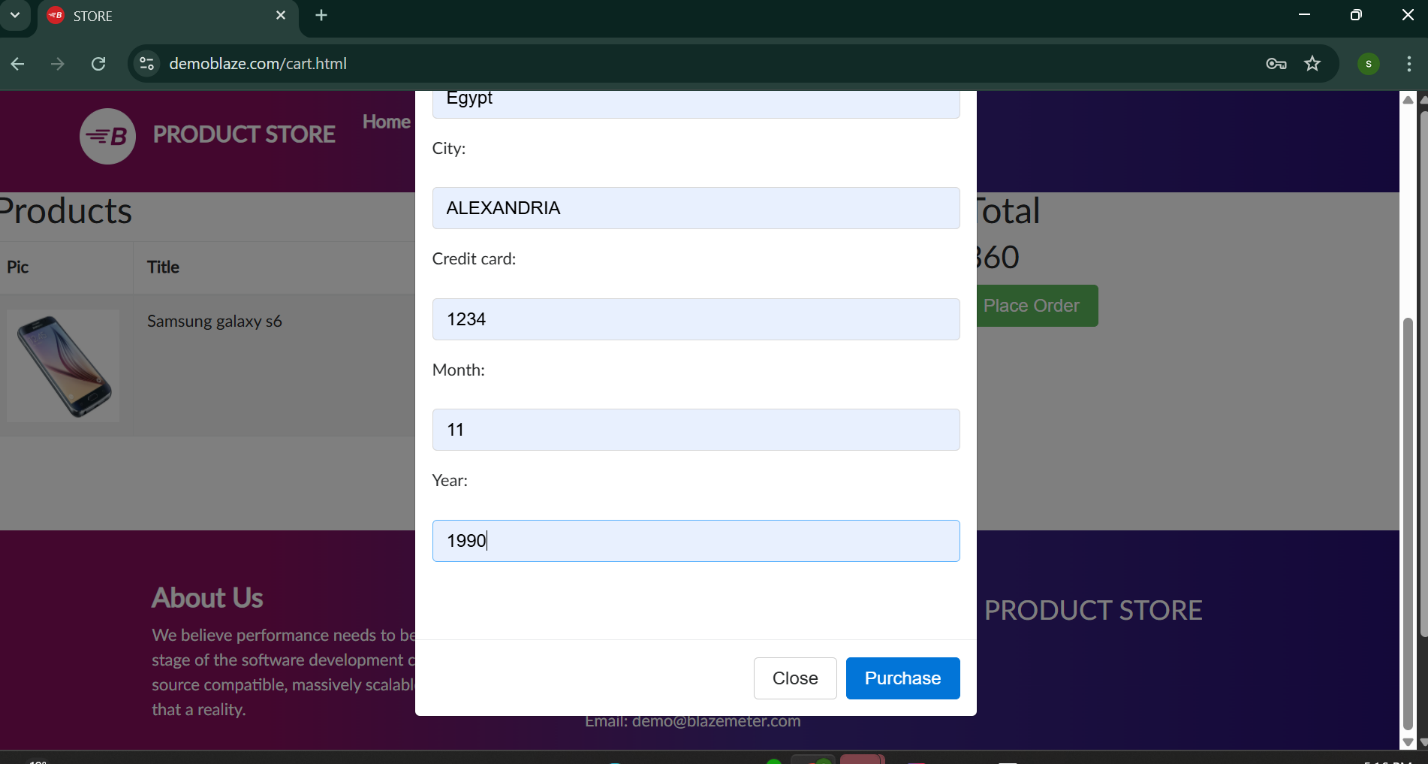 STORE
demoblaze.com/cart.html
S
B PRODUCT STORE Home
Egypt
City:
ALEXANDRIA
Credit card:
1234
Month:
11
Year:
1990
Close Purchase
Products
Pic Title
Samsung galaxy s6
Total
360
Place Order
About Us
We believe performance needs to be
stage of the software development
source compatible, massively
that a reality.
PRODUCT STORE
Email: demo@blazemeter.com